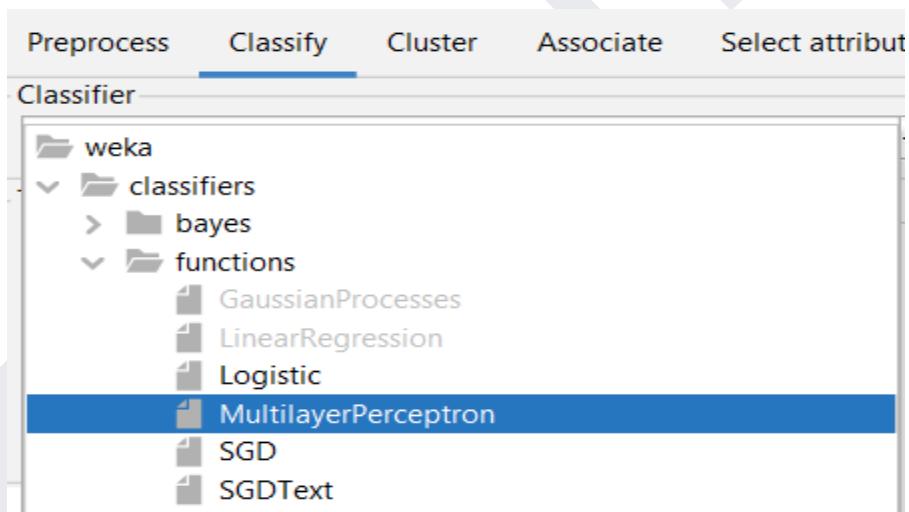 Preprocess Classify Cluster Associate Select attribut
Classifier
weka
classifiers
bayes
functions
GaussianProcesses
LinearRegression
Logistic
MultilayerPerceptron
SGD
SGDText